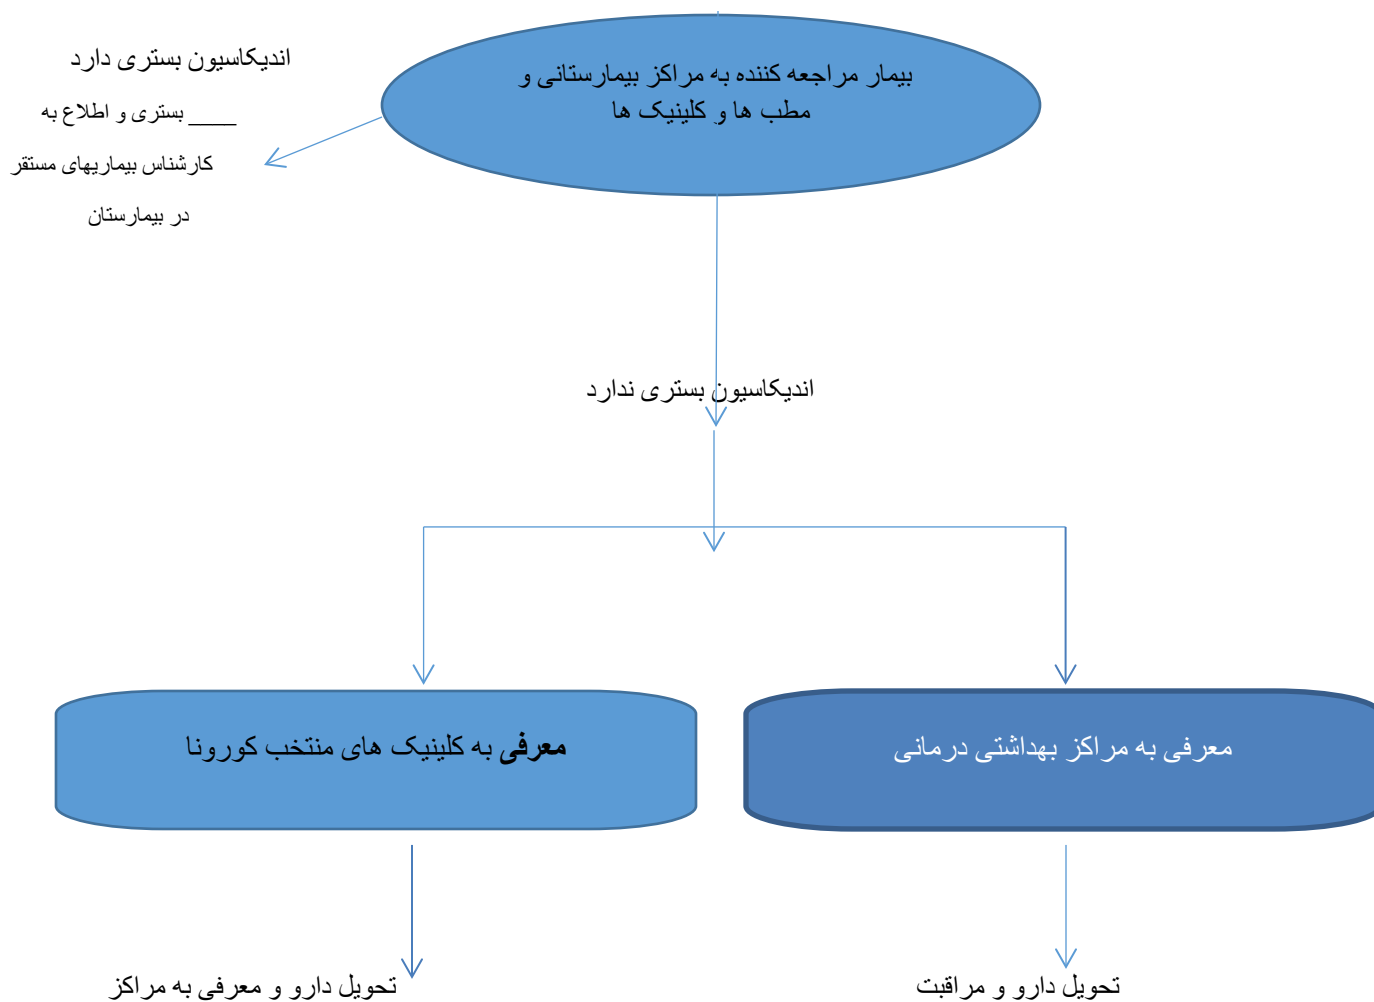 بیمار مراجعه کننده به مراکز بیمارستانی و
مطب ها و کلینیک ها
اندیکاسیون بستری دارد
____ بستری و اطلاع به
کارشناس بیماریهای مستقر
در بیمارستان
اندیکاسیون بستری ندارد
معرفی به مراکز بهداشتی درمانی
معرفی به کلینیک های منتخب کورونا
تحویل دارو و مراقبت
تحویل دارو و معرفی به مراکز